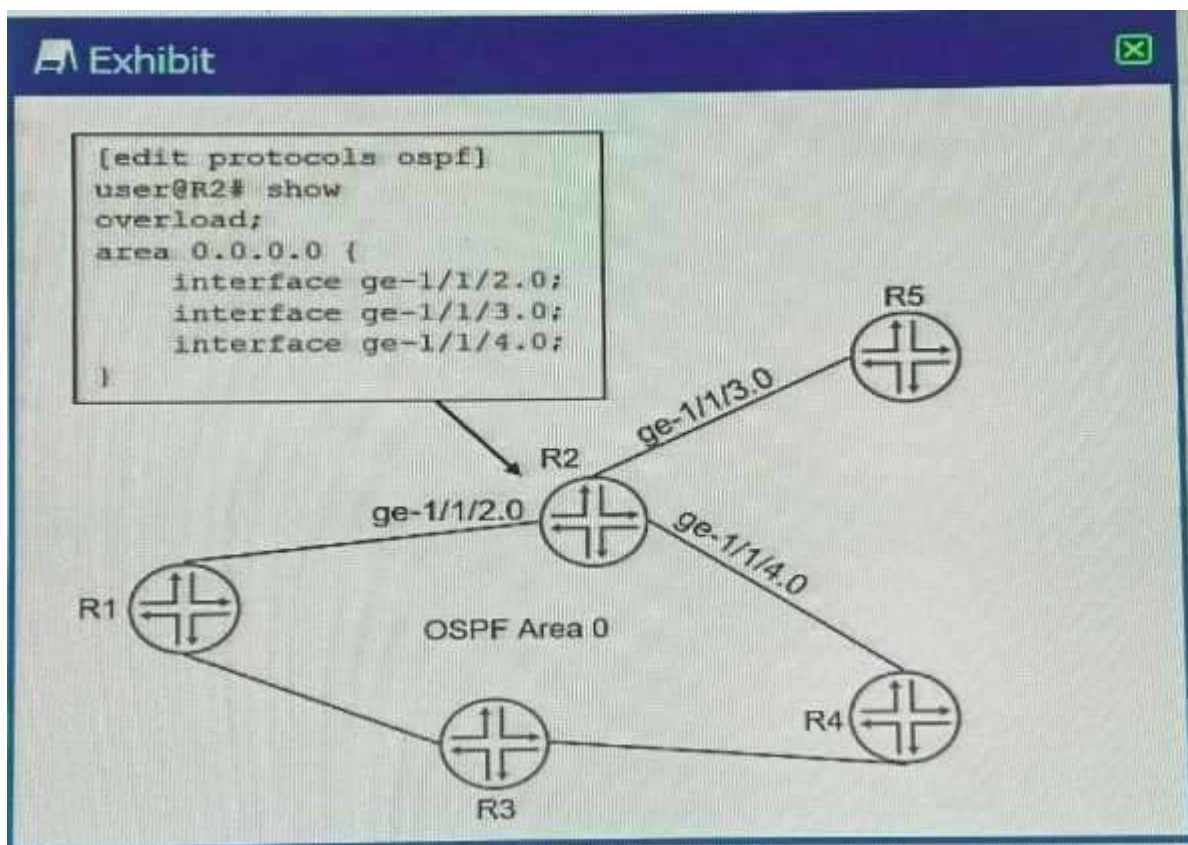 Exhibit
[edit protocols ospf]
user@R2# show
overload;
area 0.0.0.0 {
interface ge-1/1/2.0;
interface ge-1/1/3.0;
interface ge-1/1/4.0;
}
R5
ge-1/1/3.0
R2
ge-1/1/2.0
ge-1/1/4.0
R1
OSPF Area 0
R4
R3